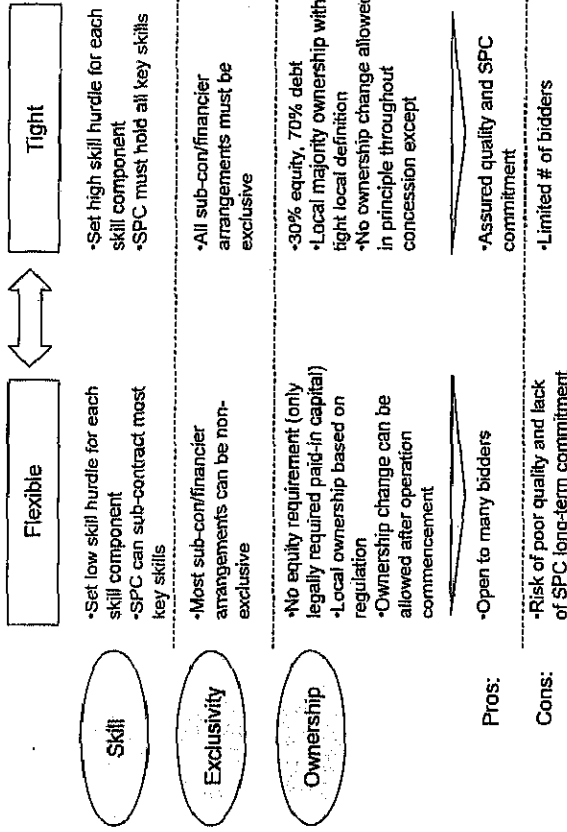 Flexible
Tight
Skill
•Set low skill hurdle for each
skill component
•SPC can sub-contract most
key skills
•Set high skill hurdle for each
skill component
•SPC must hold all key skills
Exclusivity
•Most sub-con/financier
arrangements can be non-
exclusive
•All sub-con/financier
arrangements must be
exclusive
Ownership
•No equity requirement (only
legally required paid-in capital)
•Local ownership based on
regulation
•Ownership change can be
allowed after operation
commencement
•30% equity, 70% debt
•Local majority ownership with
tight local definition
•No ownership change allowed
in principle throughout
concession except
Pros:
•Open to many bidders
•Assured quality and SPC
commitment
Cons:
•Risk of poor quality and lack
of SPC long-term commitment
•Limited # of bidders